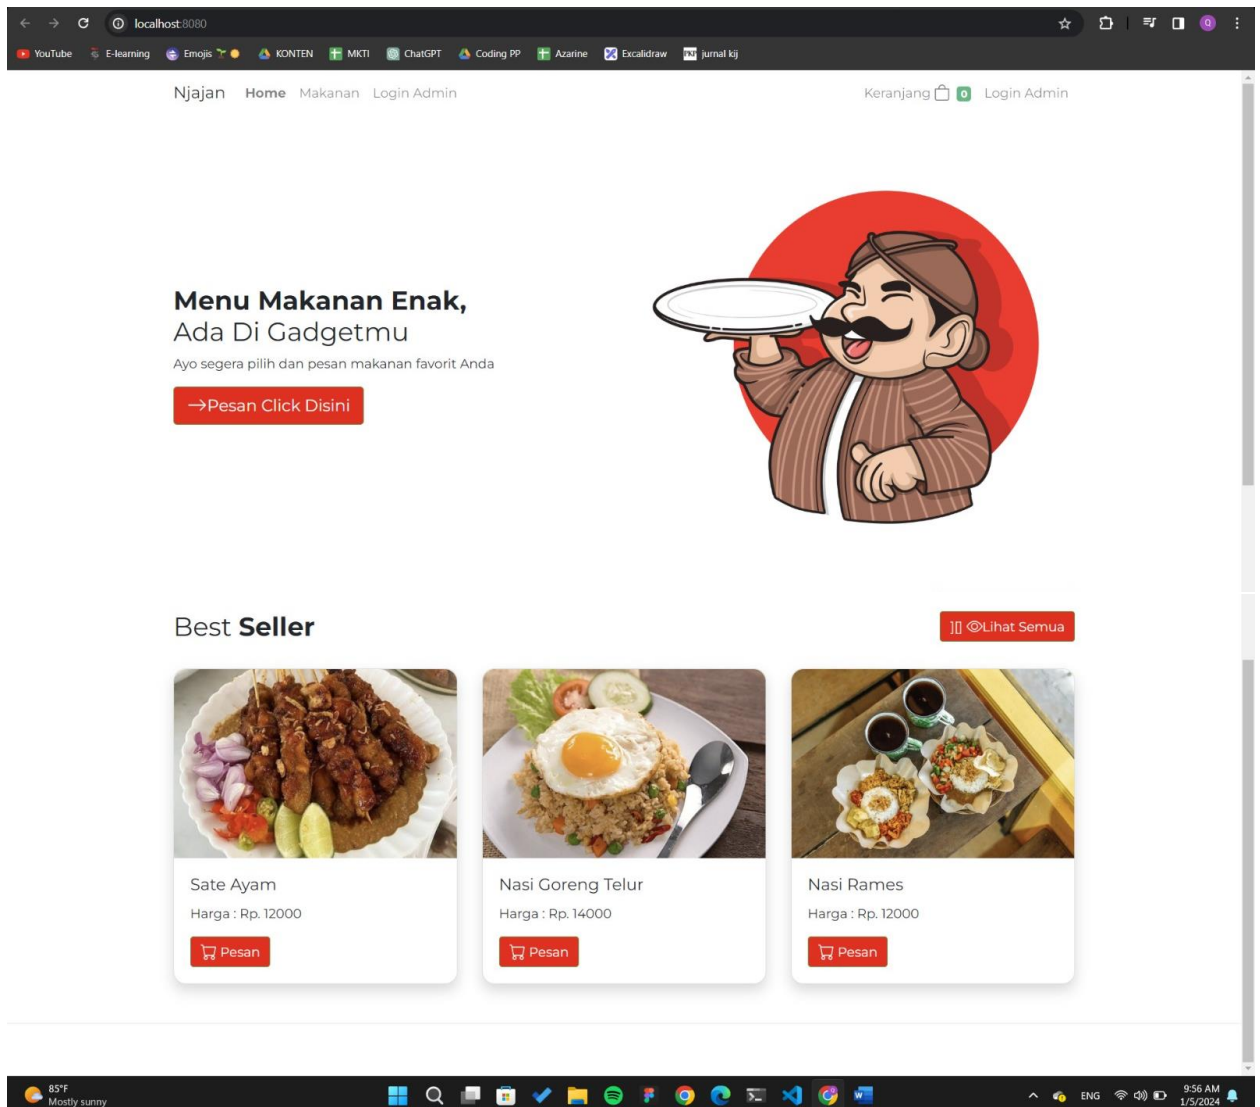 localhost:8080
YouTube E-learning Emojis KONTEN MKTI ChatGPT Coding PP Azarine Excalidraw jurnal kij
Njajan Home Makanan Login Admin Keranjang 0 Login Admin
Menu Makanan Enak,
Ada Di Gadgetmu
Ayo segera pilih dan pesan makanan favorit Anda
→Pesan Click Disini
Best Seller
][] Lihat Semua
Sate Ayam
Harga : Rp. 12000
Pesan
Nasi Goreng Telur
Harga : Rp. 14000
Pesan
Nasi Rames
Harga : Rp. 12000
Pesan
85°F
Mostly sunny
ENG
9:56 AM
1/5/2024